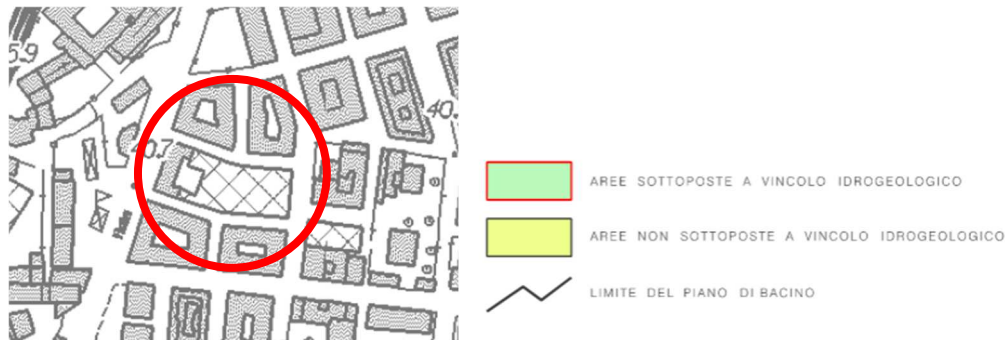 5.9
40.
40.7
AREE SOTTOPOSTE A VINCOLO IDROGEOLOGICO
AREE NON SOTTOPOSTE A VINCOLO IDROGEOLOGICO
LIMITE DEL PIANO DI BACINO